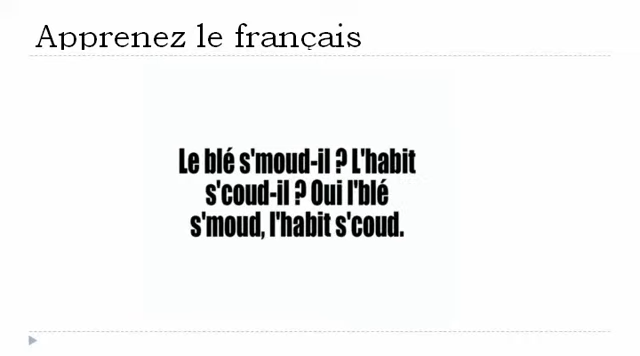 Apprenez le français
Le blé s'moud-il ? L'habit
s'coud-il ? Oui l'blé
s'moud, l'habit s'coud.